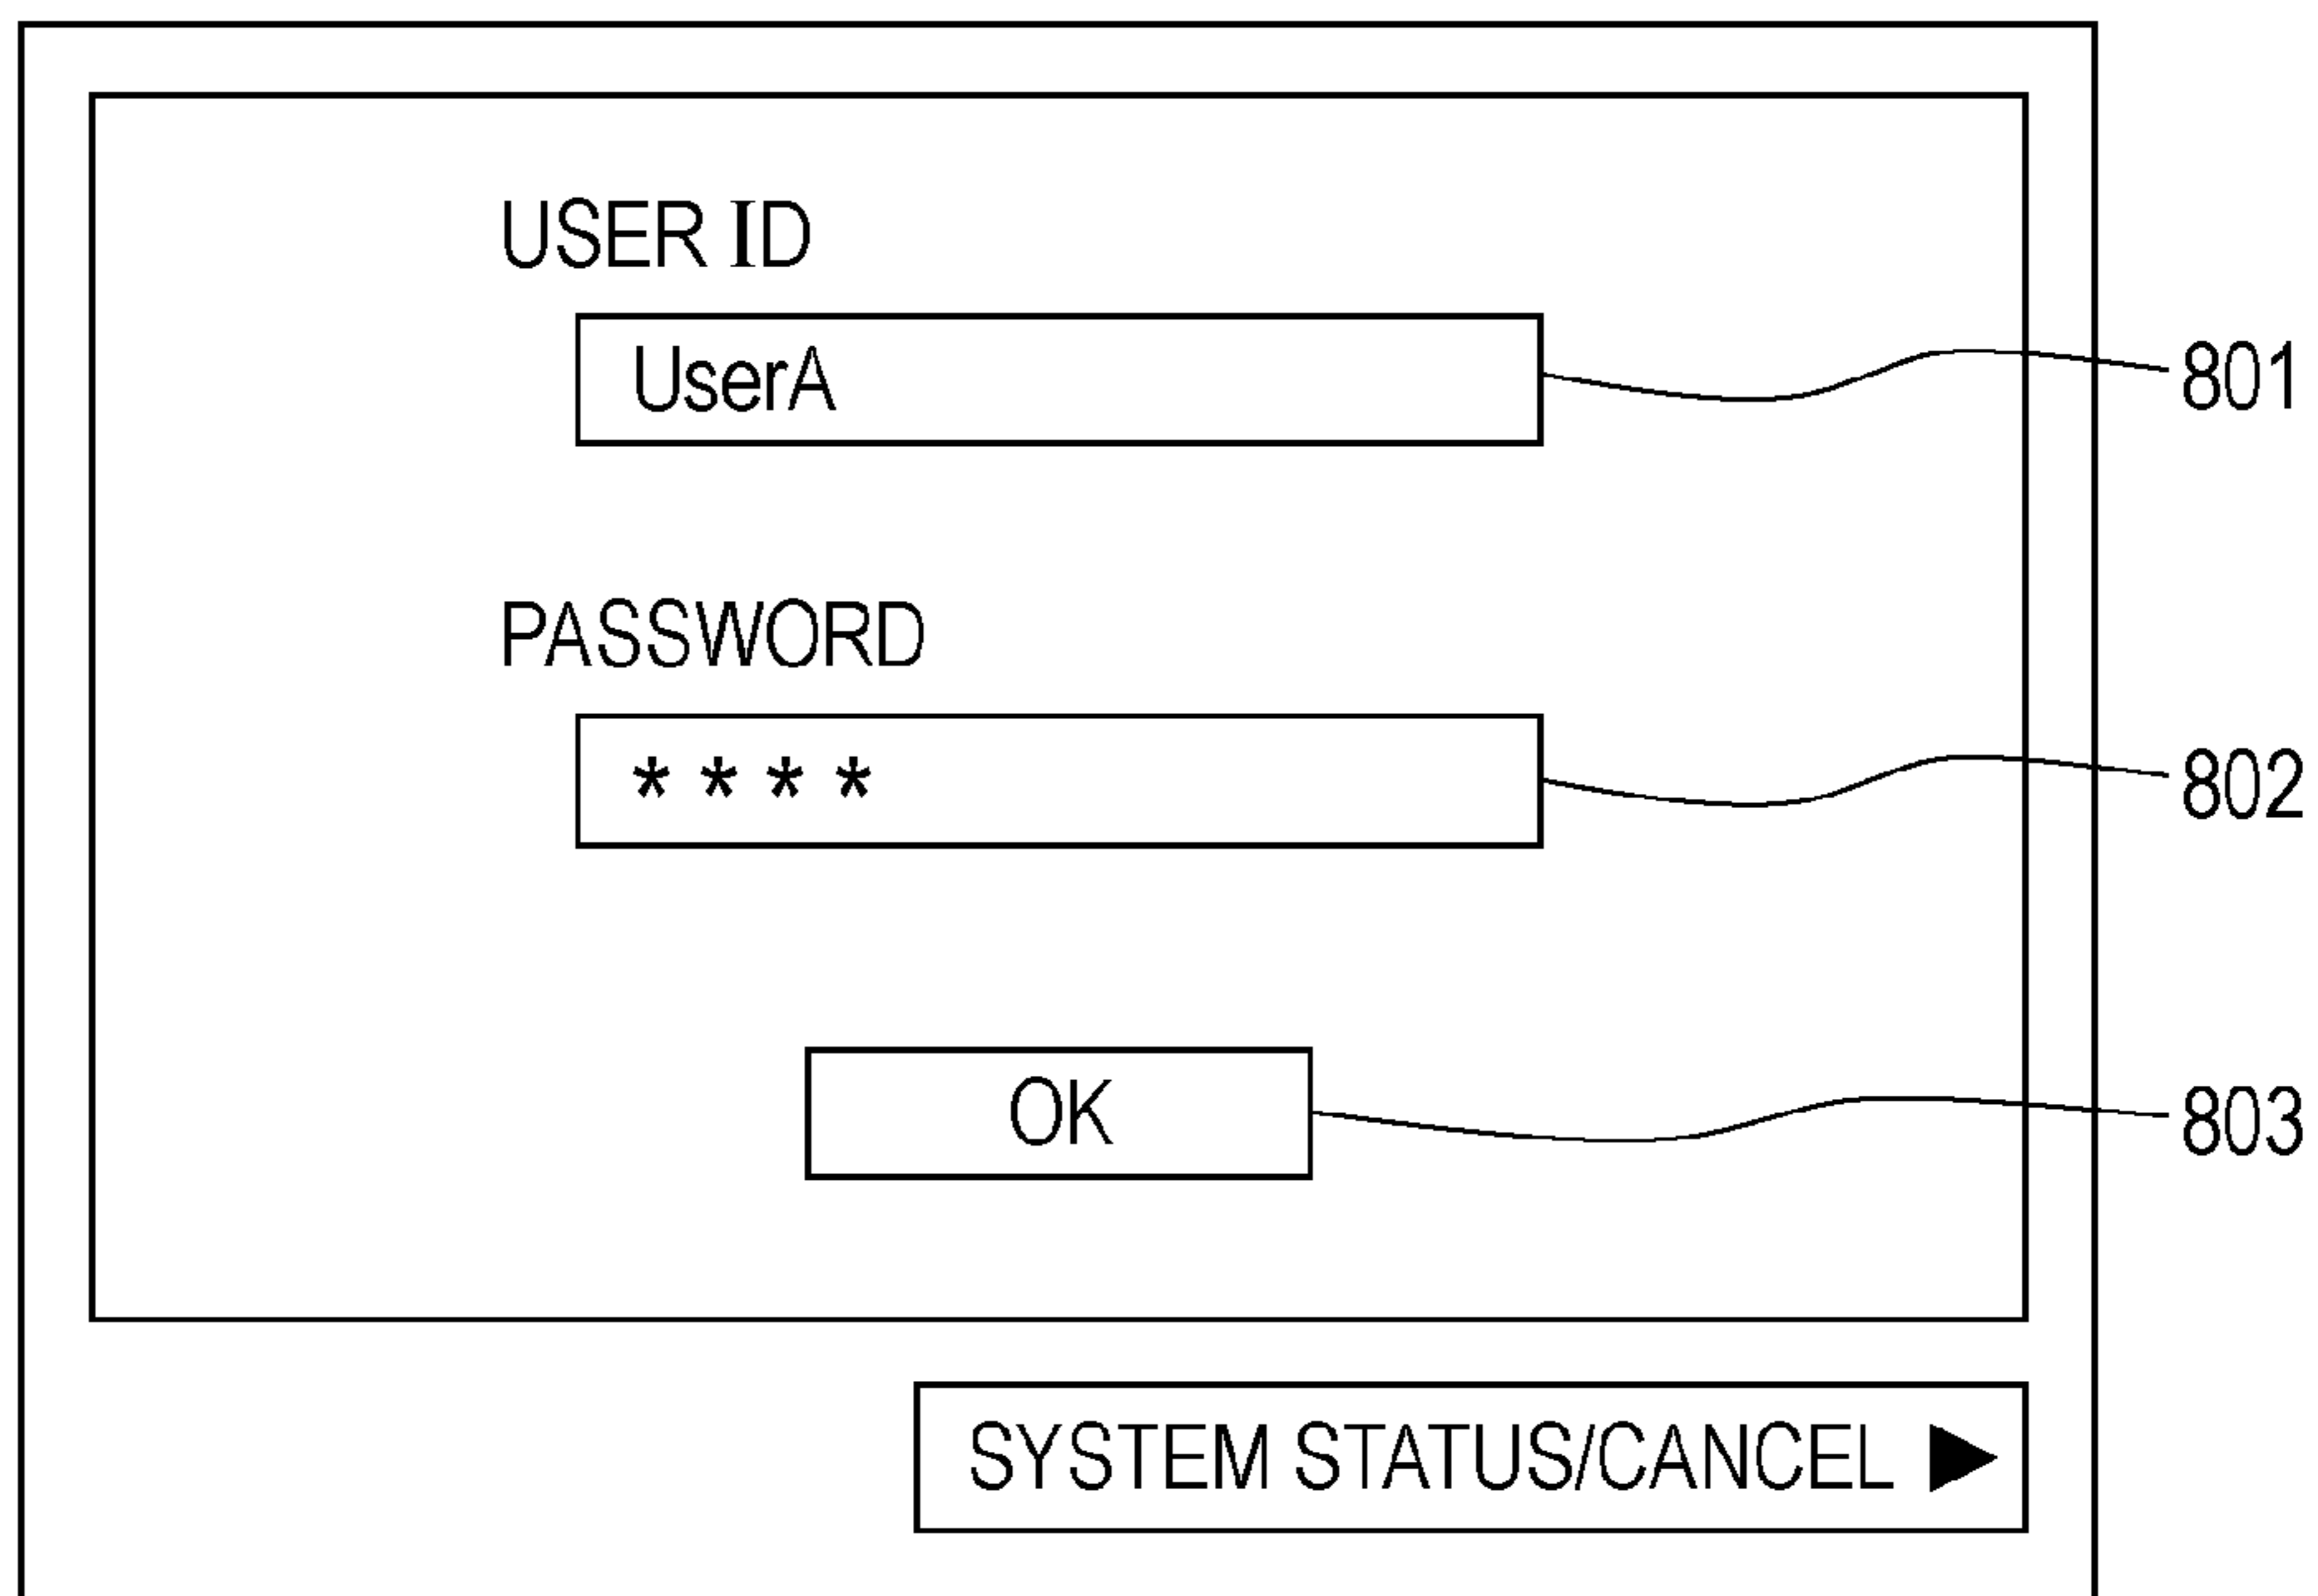 USER ID
UserA
801
PASSWORD
* * * *
802
OK
803
SYSTEM STATUS/CANCEL ▶